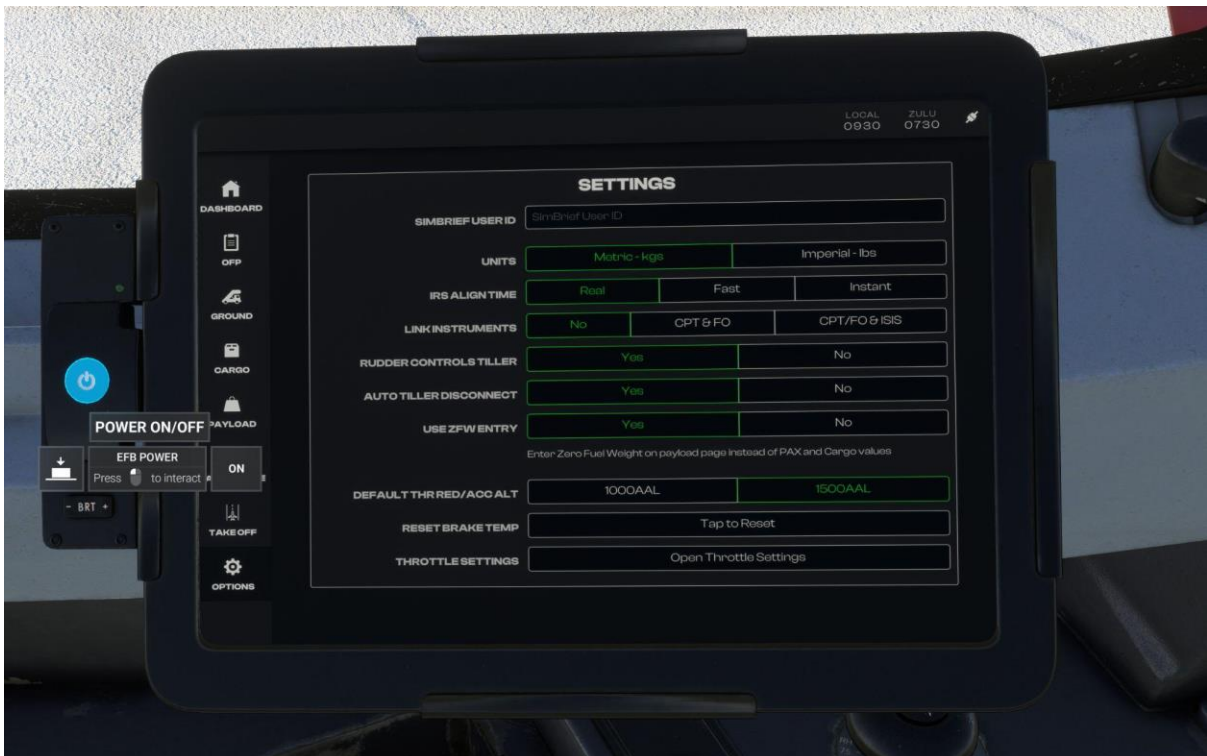 LOCAL ZULU
0930 0730
DASHBOARD
OFP
GROUND
CARGO
PAYLOAD
TAKEOFF
OPTIONS
SETTINGS
SIMBRIEF USER ID SimBrief User ID
UNITS Metric - kgs Imperial - lbs
IRS ALIGN TIME Real Fast Instant
LINK INSTRUMENTS No CPT & FO CPT/FO & ISIS
RUDDER CONTROLS TILLER Yes No
AUTO TILLER DISCONNECT Yes No
USE ZFW ENTRY Yes No
Enter Zero Fuel Weight on payload page instead of PAX and Cargo values
DEFAULT THR RED/ACC ALT 1000AAL 1500AAL
RESET BRAKE TEMP Tap to Reset
THROTTLE SETTINGS Open Throttle Settings
POWER ON/OFF
EFB POWER
Press to interact
ON
- BRT +